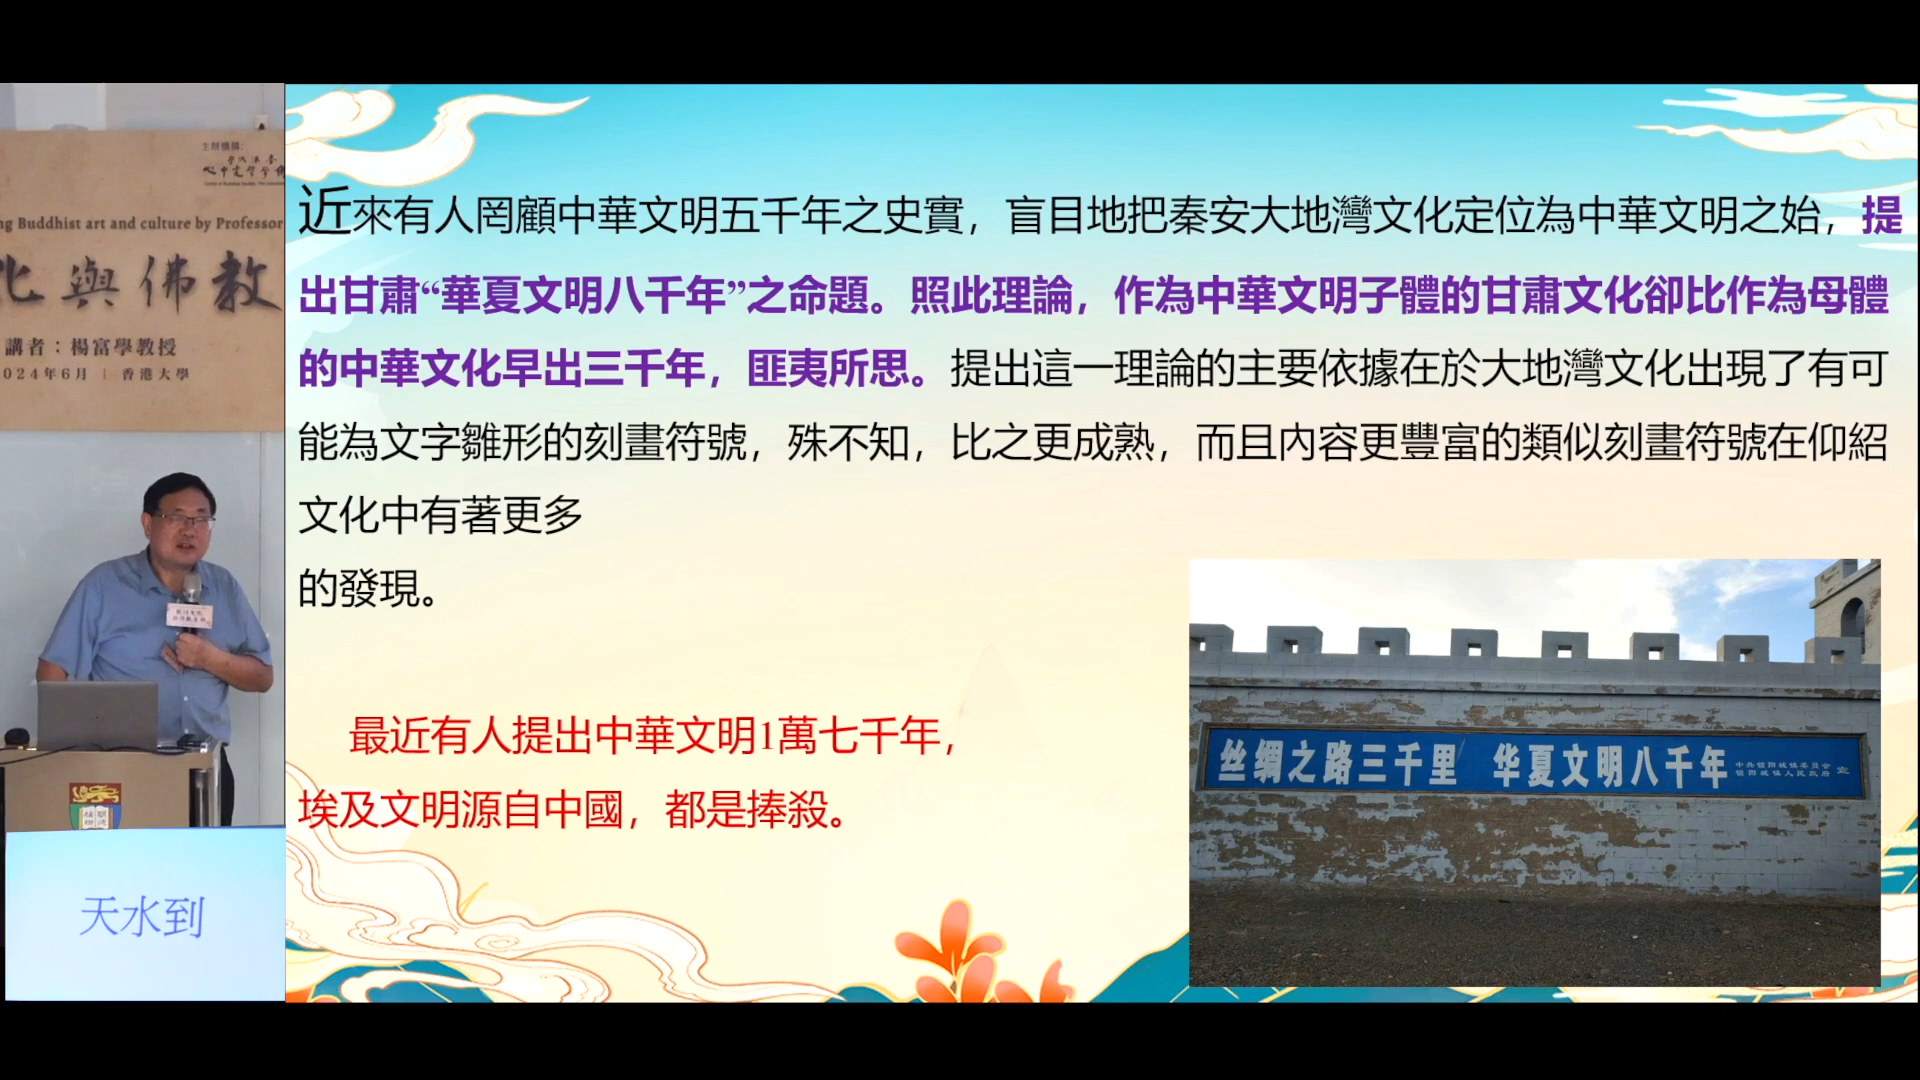 主辦機構:
ng Buddhist art and culture by Professor
化與佛教
講者：楊富學教授
2024年6月 | 香港大學
天水到
近來有人罔顧中華文明五千年之史實，盲目地把秦安大地灣文化定位為中華文明之始，提
出甘肅“華夏文明八千年”之命題。照此理論，作為中華文明子體的甘肅文化卻比作為母體
的中華文化早出三千年，匪夷所思。提出這一理論的主要依據在於大地灣文化出現了有可
能為文字雛形的刻畫符號，殊不知，比之更成熟，而且內容更豐富的類似刻畫符號在仰紹
文化中有著更多
的發現。
最近有人提出中華文明1萬七千年，
埃及文明源自中國，都是捧殺。
丝绸之路三千里 华夏文明八千年